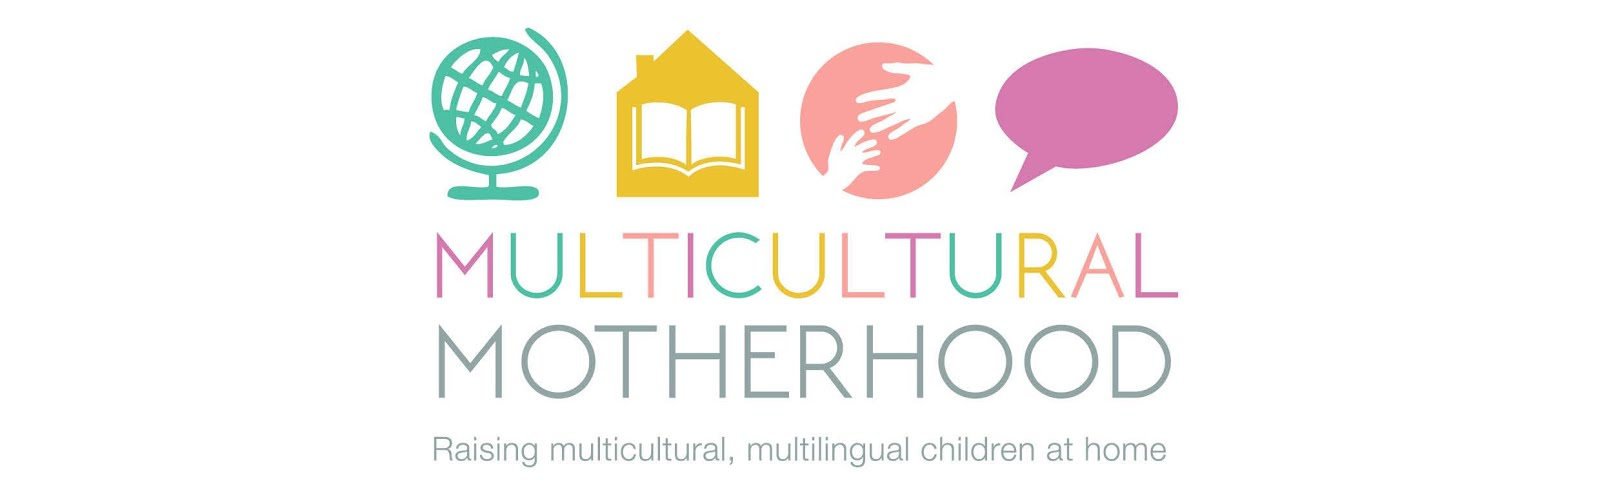 MULTICULTURAL
MOTHERHOOD
Raising multicultural, multilingual children at home